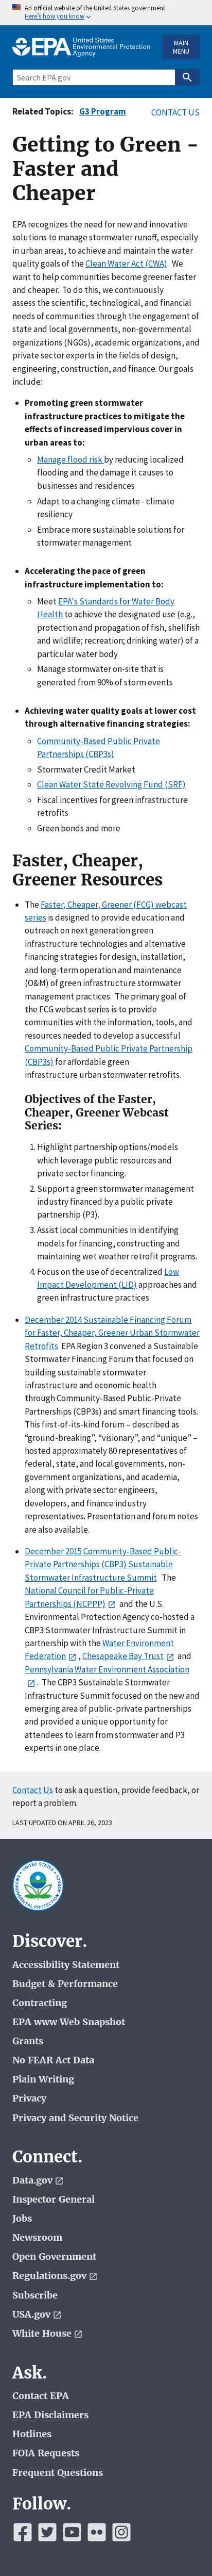 An official website of the United States government
Here's how you know
EPA
United States
Environmental Protection
Agency
MAIN
MENU
Search EPA.gov
Related Topics: G3 Program
CONTACT US
Getting to Green -
Faster and
Cheaper
EPA recognizes the need for new and innovative
solutions to manage stormwater runoff, especially
in urban areas, and in maintaining the water
quality goals of the Clean Water Act (CWA). We
want to help communities become greener faster
and cheaper. To do this, we continually look to
accessible funding and foster the engagement of
state and local governments, non-governmental
organizations (NGOs), academic organizations, and
private sector experts in the fields of design,
engineering, construction, and finance. Our goals
include:
• Promoting green stormwater
infrastructure practices to mitigate the
effects of increased impervious cover in
urban areas to:
○ Manage flood risk by reducing localized
flooding and the damage it causes to
businesses and residencies
○ Adapt to a changing climate - climate
resiliency
○ Embrace more sustainable solutions for
stormwater management
• Accelerating the pace of green
infrastructure implementation to:
○ Meet EPA's Standards for Water Body
Health to achieve the designated use (e.g.,
protection and propagation of fish, shellfish
and wildlife; recreation; drinking water) of a
particular water body
○ Manage stormwater on-site that is
generated from 90% of storm events
• Achieving water quality goals at lower cost
through alternative financing strategies:
○ Community-Based Public Private
Partnerships (CBP3s)
○ Stormwater Credit Market
○ Clean Water State Revolving Fund (SRF)
○ Fiscal incentives for green infrastructure
retrofits
○ Green bonds and more
Faster, Cheaper,
Greener Resources
• The Faster, Cheaper, Greener (FCG) webcast
series is designed to provide education and
outreach on the next generation of green
infrastructure technology and alternative
financing strategies for design, installation,
and long-term operation and maintenance
(O&M) of green infrastructure and stormwater
management practices. The primary goal of
the FCG webcast series is to provide
communities with the information, tools, and
resources needed to develop a successful
Community-Based Public Private Partnership
(CBP3s) for affordable green
infrastructure urban stormwater retrofits.
Objectives of the Faster,
Cheaper, Greener Webcast
Series:
1. Highlight partnership options/models
which leverage resources and private
sector financing.
2. Support a green stormwater management
industry financed by a public private
partnership (P3).
3. Assist local communities in identifying
models for financing, constructing, and
maintaining wet weather retrofit programs.
4. Focus on the use of decentralized Low
Impact Development (LID) approaches and
green infrastructure practices
• December 2014 Sustainable Financing Forum
for Faster, Cheaper, Greener Urban Stormwater
Retrofits EPA Region 3 convened a Sustainable
Stormwater Financing Forum focused on
building sustainable stormwater
infrastructure and economic health
through Community-Based Public-Private
Partnerships (CBP3s) and smart financing tools.
This first-of-its-kind forum – described as
“ground-breaking”, “visionary”, and “unique” –
hosted approximately 80 representatives of
federal, state, and local governments, non-
governmental organizations, and academia,
along with private sector engineers,
developers, and finance industry
representatives. Presentations from forum are
also available.
• December 2015 Community-Based Public-
Private Partnerships (CBP3) Sustainable
Stormwater Infrastructure Summit The
National Council for Public-Private
Partnerships (NCPPP) and the U.S.
Environmental Protection Agency co-hosted a
CBP3 Sustainable Stormwater Summit in
partnership with the Water Environment
Federation , Chesapeake Bay Trust and
Pennsylvania Water Environment Association
. The CBP3 Sustainable Stormwater
Infrastructure Summit focused on the new and
emerging area of public-private partnerships
and provided an opportunity for attendees to
learn from practitioners who understand a P3
experience because they have gone through a
P3 process at least once.
Contact Us to ask a question, provide feedback, or
report a problem.
LAST UPDATED ON APRIL 26, 2023
Discover.
Accessibility Statement
Budget & Performance
Contracting
EPA www Web Snapshot
Grants
No FEAR Act Data
Plain Writing
Privacy
Privacy and Security Notice
Connect.
Data.gov
Inspector General
Jobs
Newsroom
Open Government
Regulations.gov
Subscribe
USA.gov
White House
Ask.
Contact EPA
EPA Disclaimers
Hotlines
FOIA Requests
Frequent Questions
Follow.